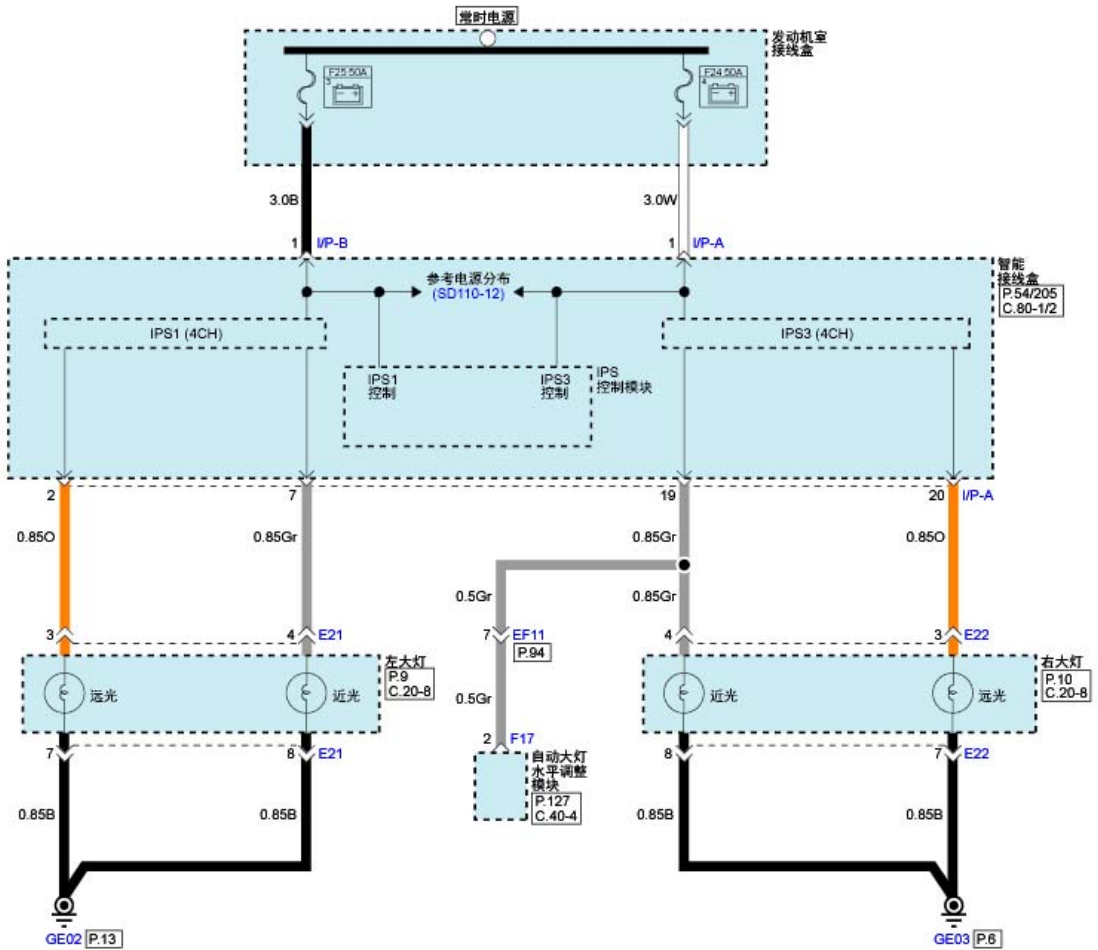 常时电源
发动机室
接线盒
F25 50A
3
F24 50A
4
3.0B
3.0W
1 I/P-B
1 I/P-A
智能
接线盒
P.54/205
C.80-1/2
参考电源分布
(SD110-12)
IPS1 (4CH)
IPS3 (4CH)
IPS1
控制
IPS3
控制
IPS
控制模块
2
7
19
20 I/P-A
0.85O
0.85Gr
0.85Gr
0.85O
0.5Gr
0.85Gr
3
4 E21
7 EF11
P.94
4
3 E22
左大灯
P.9
C.20-8
右大灯
P.10
C.20-8
远光
近光
近光
远光
0.5Gr
2 F17
自动大灯
水平调整
模块
P.127
C.40-4
7
8 E21
8
7 E22
0.85B
0.85B
0.85B
0.85B
GE02 P.13
GE03 P.6